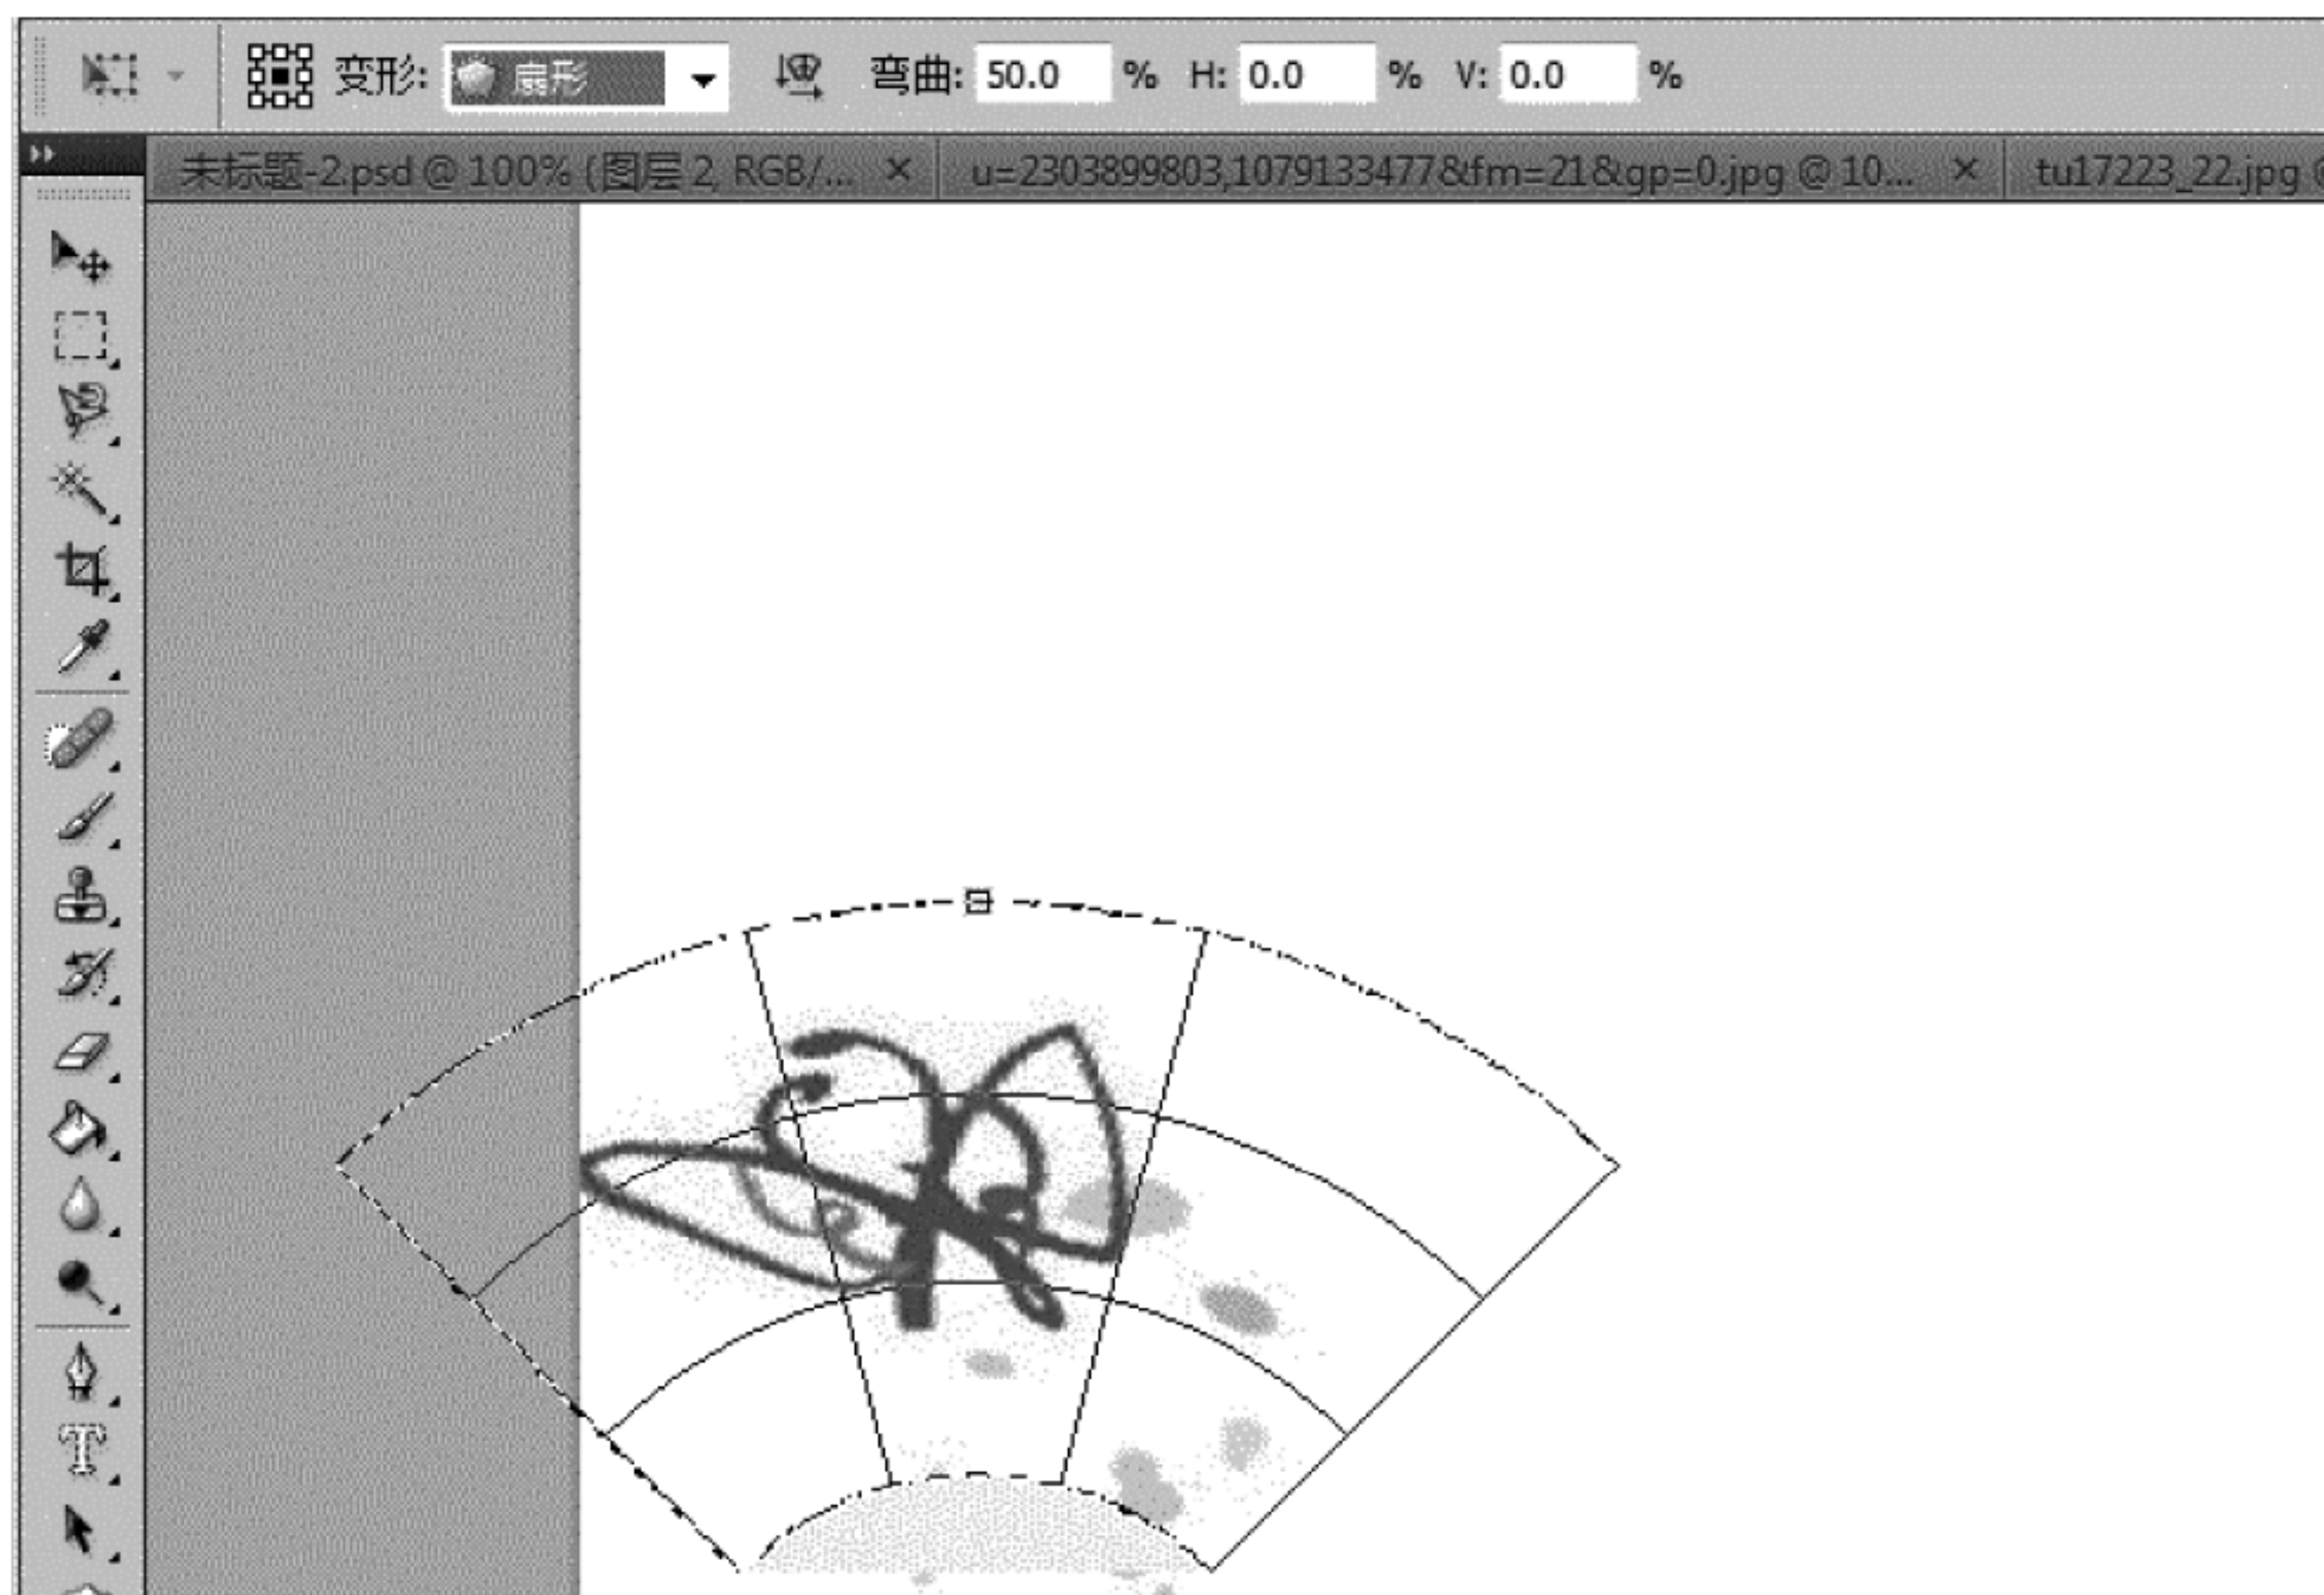 变形: 扇形 弯曲: 50.0 % H: 0.0 % V: 0.0 %
未标题-2.psd @ 100% (图层 2, RGB/... × u=2303899803,1079133477&fm=21&gp=0.jpg @ 10... × tu17223_22.jpg @